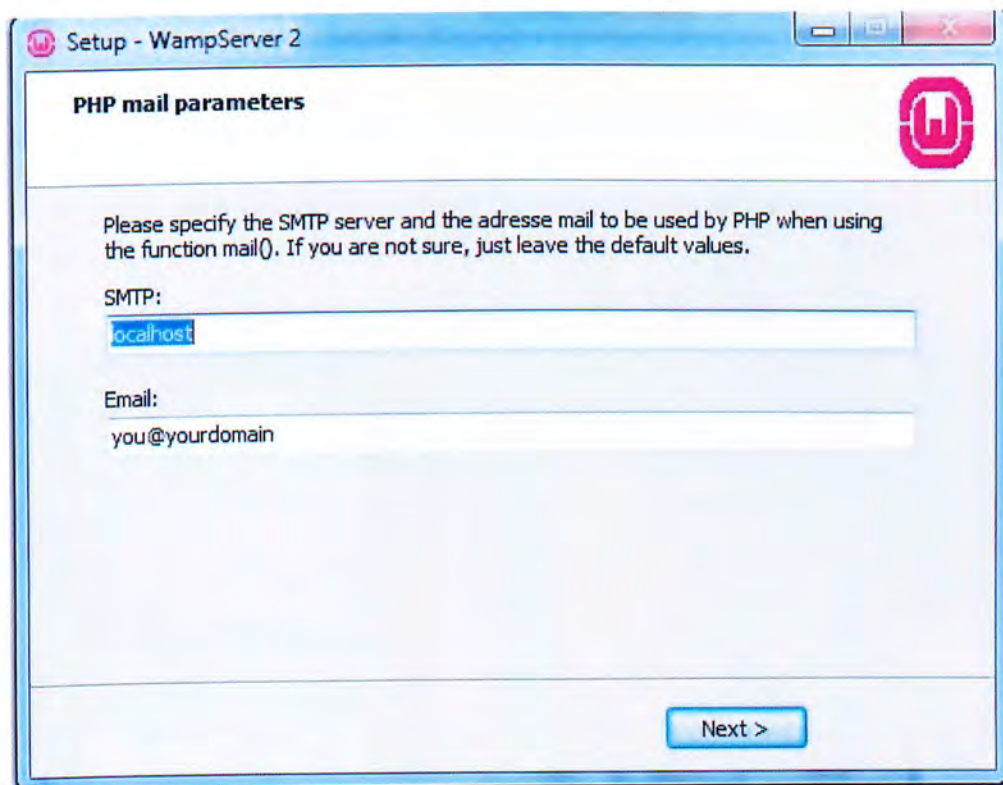 Setup - WampServer 2
PHP mail parameters
Please specify the SMTP server and the adresse mail to be used by PHP when using
the function mail(). If you are not sure, just leave the default values.
SMTP:
localhost
Email:
you@yourdomain
Next >